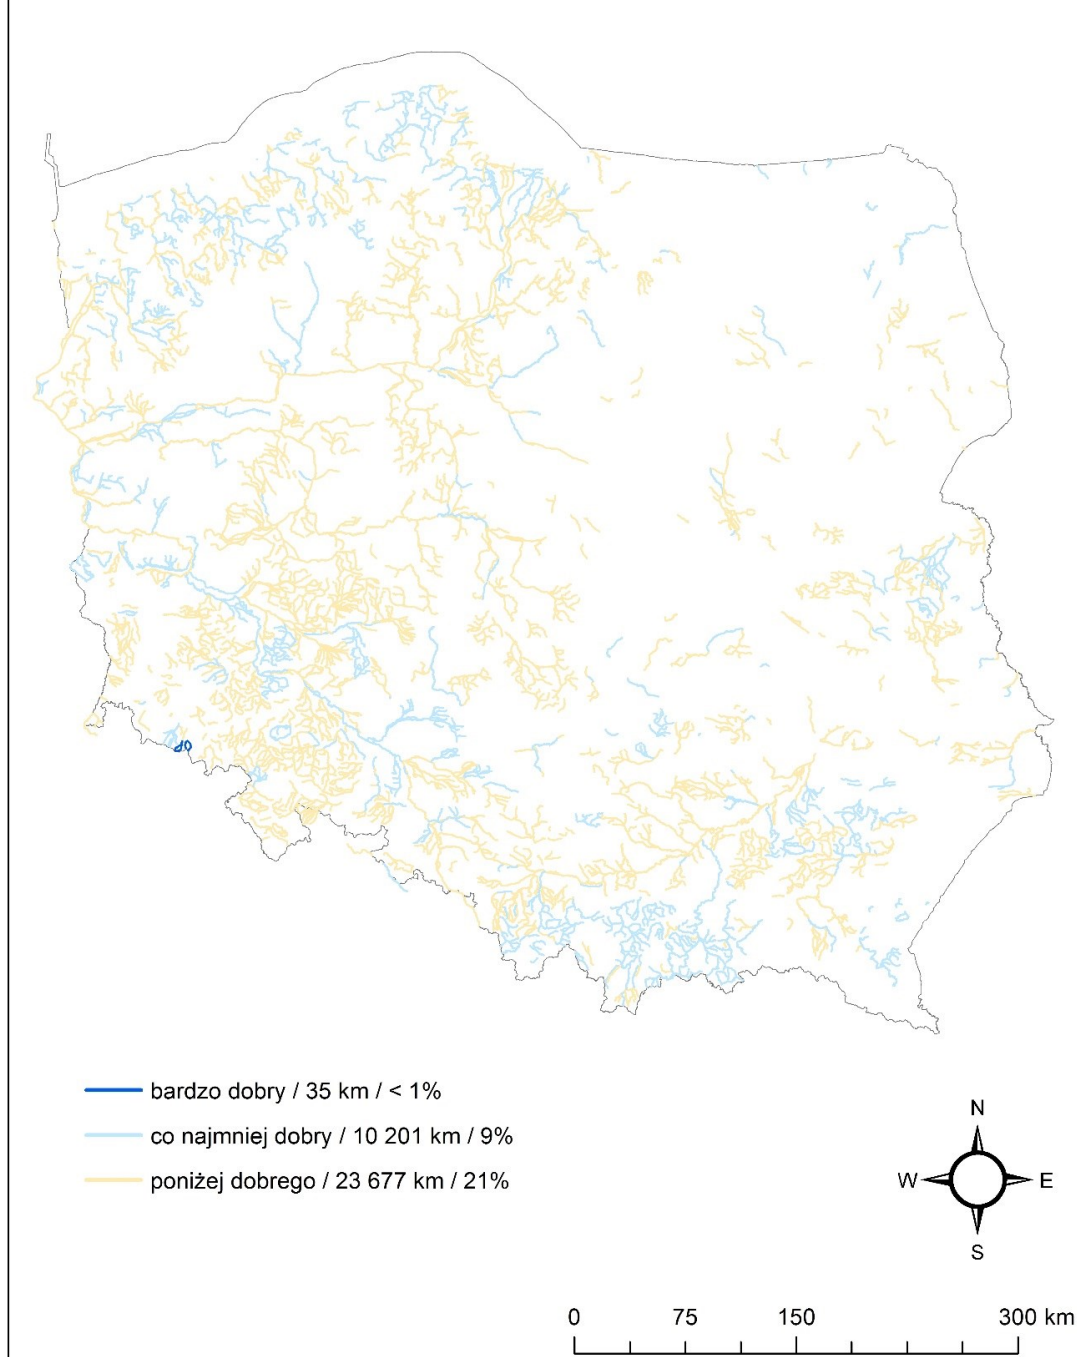 bardzo dobry / 35 km / < 1%
co najmniej dobry / 10 201 km / 9%
poniżej dobrego / 23 677 km / 21%
N
W E
S
0 75 150 300 km